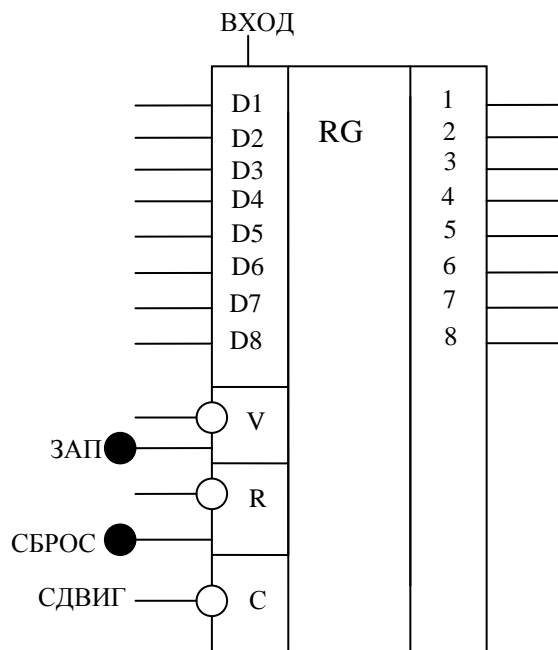 ВХОД
D1 RG 1
D2 2
D3 3
D4 4
D5 5
D6 6
D7 7
D8 8
V
ЗАП
R
СБРОС
СДВИГ C